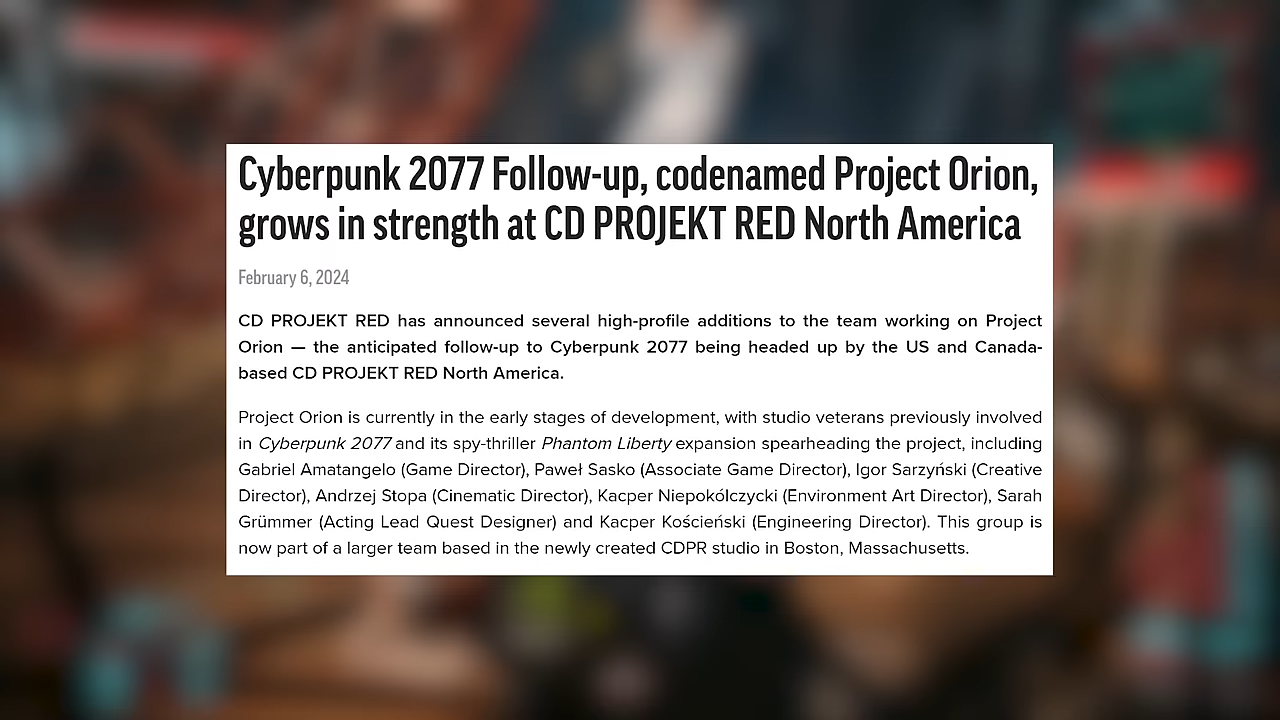 Cyberpunk 2077 Follow-up, codenamed Project Orion,
grows in strength at CD PROJEKT RED North America
February 6, 2024
CD PROJEKT RED has announced several high-profile additions to the team working on Project
Orion — the anticipated follow-up to Cyberpunk 2077 being headed up by the US and Canada-
based CD PROJEKT RED North America.
Project Orion is currently in the early stages of development, with studio veterans previously involved
in Cyberpunk 2077 and its spy-thriller Phantom Liberty expansion spearheading the project, including
Gabriel Amatangelo (Game Director), Paweł Sasko (Associate Game Director), Igor Sarzyński (Creative
Director), Andrzej Stopa (Cinematic Director), Kacper Niepokólczycki (Environment Art Director), Sarah
Grümmer (Acting Lead Quest Designer) and Kacper Kościeński (Engineering Director). This group is
now part of a larger team based in the newly created CDPR studio in Boston, Massachusetts.